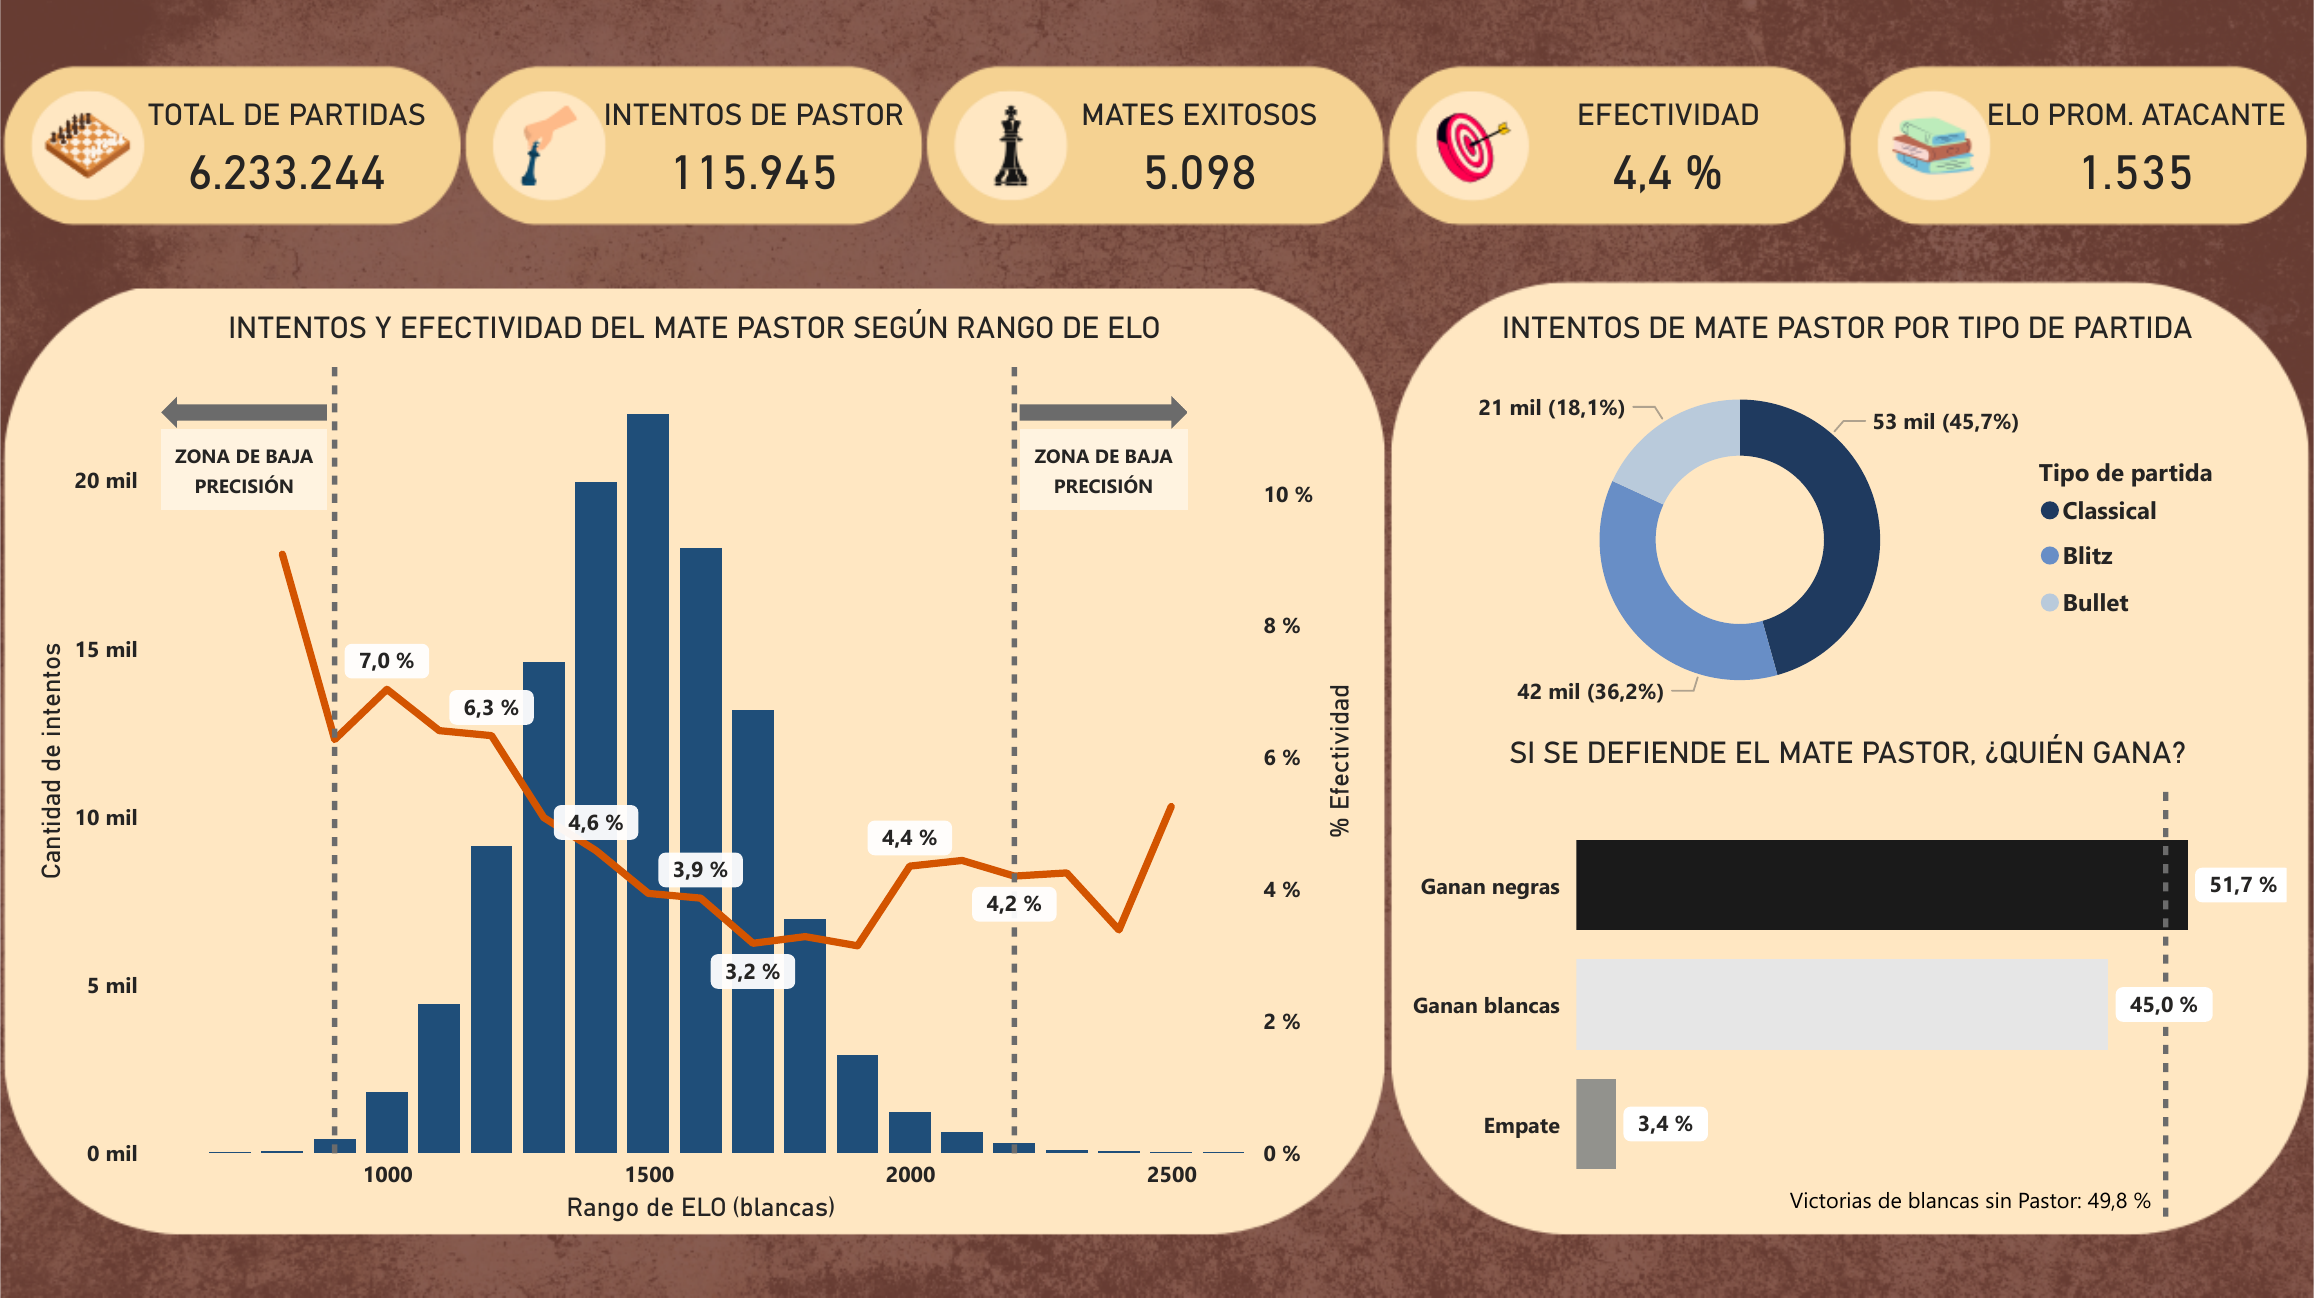 TOTAL DE PARTIDAS
6.233.244
INTENTOS DE PASTOR
115.945
MATES EXITOSOS
5.098
EFECTIVIDAD
4,4 %
ELO PROM. ATACANTE
1.535
INTENTOS Y EFECTIVIDAD DEL MATE PASTOR SEGÚN RANGO DE ELO
ZONA DE BAJA
PRECISIÓN
ZONA DE BAJA
PRECISIÓN
Cantidad de intentos
20 mil
15 mil
10 mil
5 mil
0 mil
7,0 %
6,3 %
4,6 %
3,9 %
3,2 %
4,4 %
4,2 %
10 %
8 %
6 %
4 %
2 %
0 %
% Efectividad
1000
1500
2000
2500
Rango de ELO (blancas)
INTENTOS DE MATE PASTOR POR TIPO DE PARTIDA
21 mil (18,1%)
53 mil (45,7%)
42 mil (36,2%)
Tipo de partida
Classical
Blitz
Bullet
SI SE DEFIENDE EL MATE PASTOR, ¿QUIÉN GANA?
Ganan negras
51,7 %
Ganan blancas
45,0 %
Empate
3,4 %
Victorias de blancas sin Pastor: 49,8 %